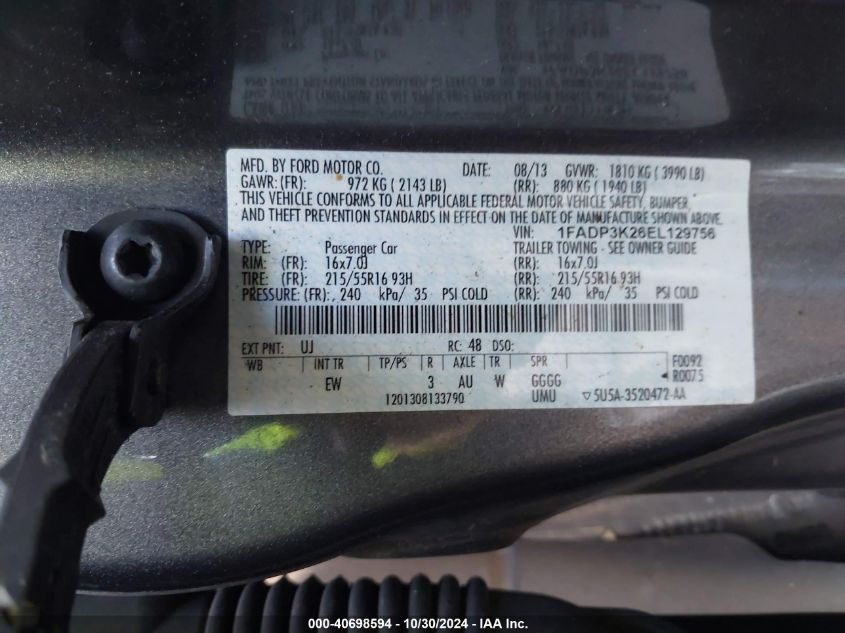 MFD. BY FORD MOTOR CO. DATE: 08/13 GVWR: 1810 KG ( 3990 LB)
GAWR: (FR): 972 KG ( 2143 LB) (RR): 880 KG ( 1940 LB)
THIS VEHICLE CONFORMS TO ALL APPLICABLE FEDERAL MOTOR VEHICLE SAFETY, BUMPER,
AND THEFT PREVENTION STANDARDS IN EFFECT ON THE DATE OF MANUFACTURE SHOWN ABOVE.
VIN: 1FADP3K26EL129756
TYPE: Passenger Car TRAILER TOWING - SEE OWNER GUIDE
RIM: (FR): 16x7.0J (RR): 16x7.0J
TIRE: (FR): 215/55R16 93H (RR): 215/55R16 93H
PRESSURE: (FR): 240 kPa/ 35 PSI COLD (RR): 240 kPa/ 35 PSI COLD
EXT PNT: UJ RC: 48 DSO:
WB INT TR TP/PS R AXLE TR SPR F0092
EW 3 AU W GGGG R0075
1201308133790 UMU ▽5U5A-3520472-AA
000-40698594 - 10/30/2024 - IAA Inc.